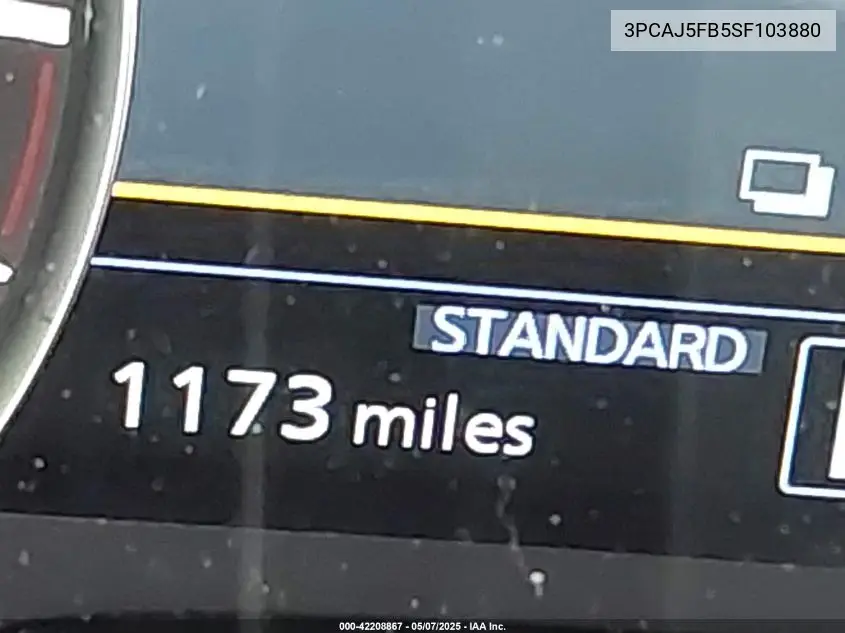 3PCAJ5FB5SF103880
STANDARD
1173 miles
000-42208867 - 05/07/2025 - IAA Inc.